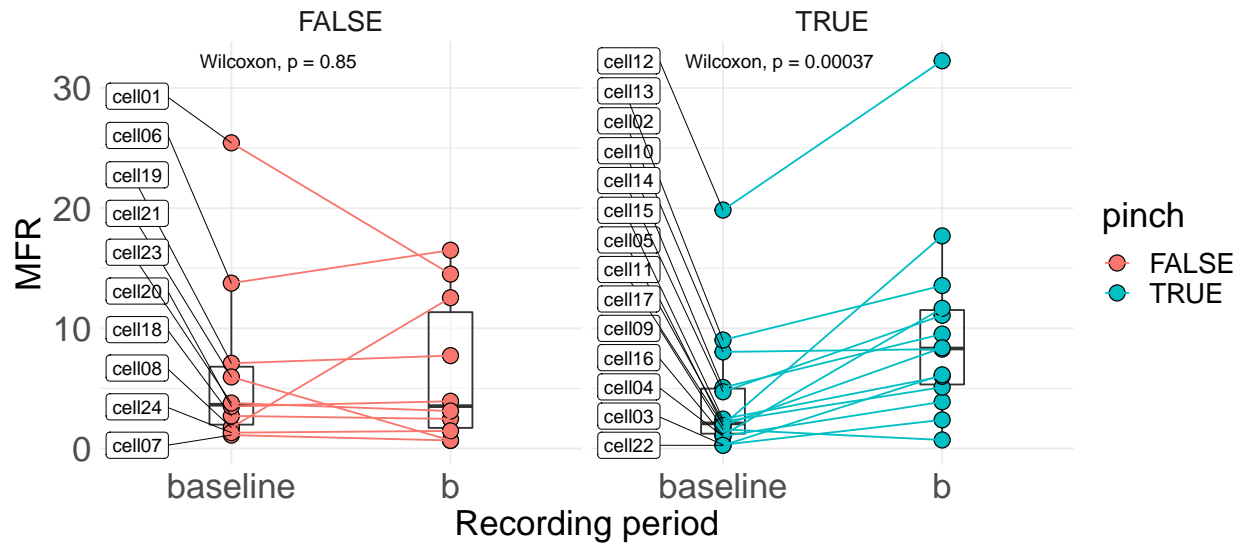 FALSE
TRUE
Wilcoxon, p = 0.85
Wilcoxon, p = 0.00037
MFR
30
20
10
0
cell01
cell06
cell19
cell21
cell23
cell20
cell18
cell08
cell24
cell07
cell12
cell13
cell02
cell10
cell14
cell15
cell05
cell11
cell17
cell09
cell16
cell04
cell03
cell22
baseline
b
baseline
b
Recording period
pinch
FALSE
TRUE